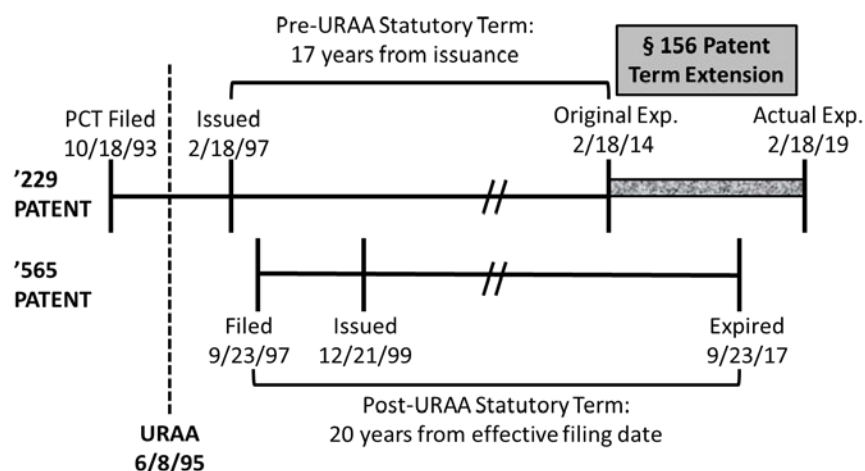 Pre-URAA Statutory Term:
17 years from issuance
§ 156 Patent
Term Extension
PCT Filed
10/18/93
Issued
2/18/97
Original Exp.
2/18/14
Actual Exp.
2/18/19
’229
PATENT
’565
PATENT
Filed
9/23/97
Issued
12/21/99
Expired
9/23/17
Post-URAA Statutory Term:
20 years from effective filing date
URAA
6/8/95